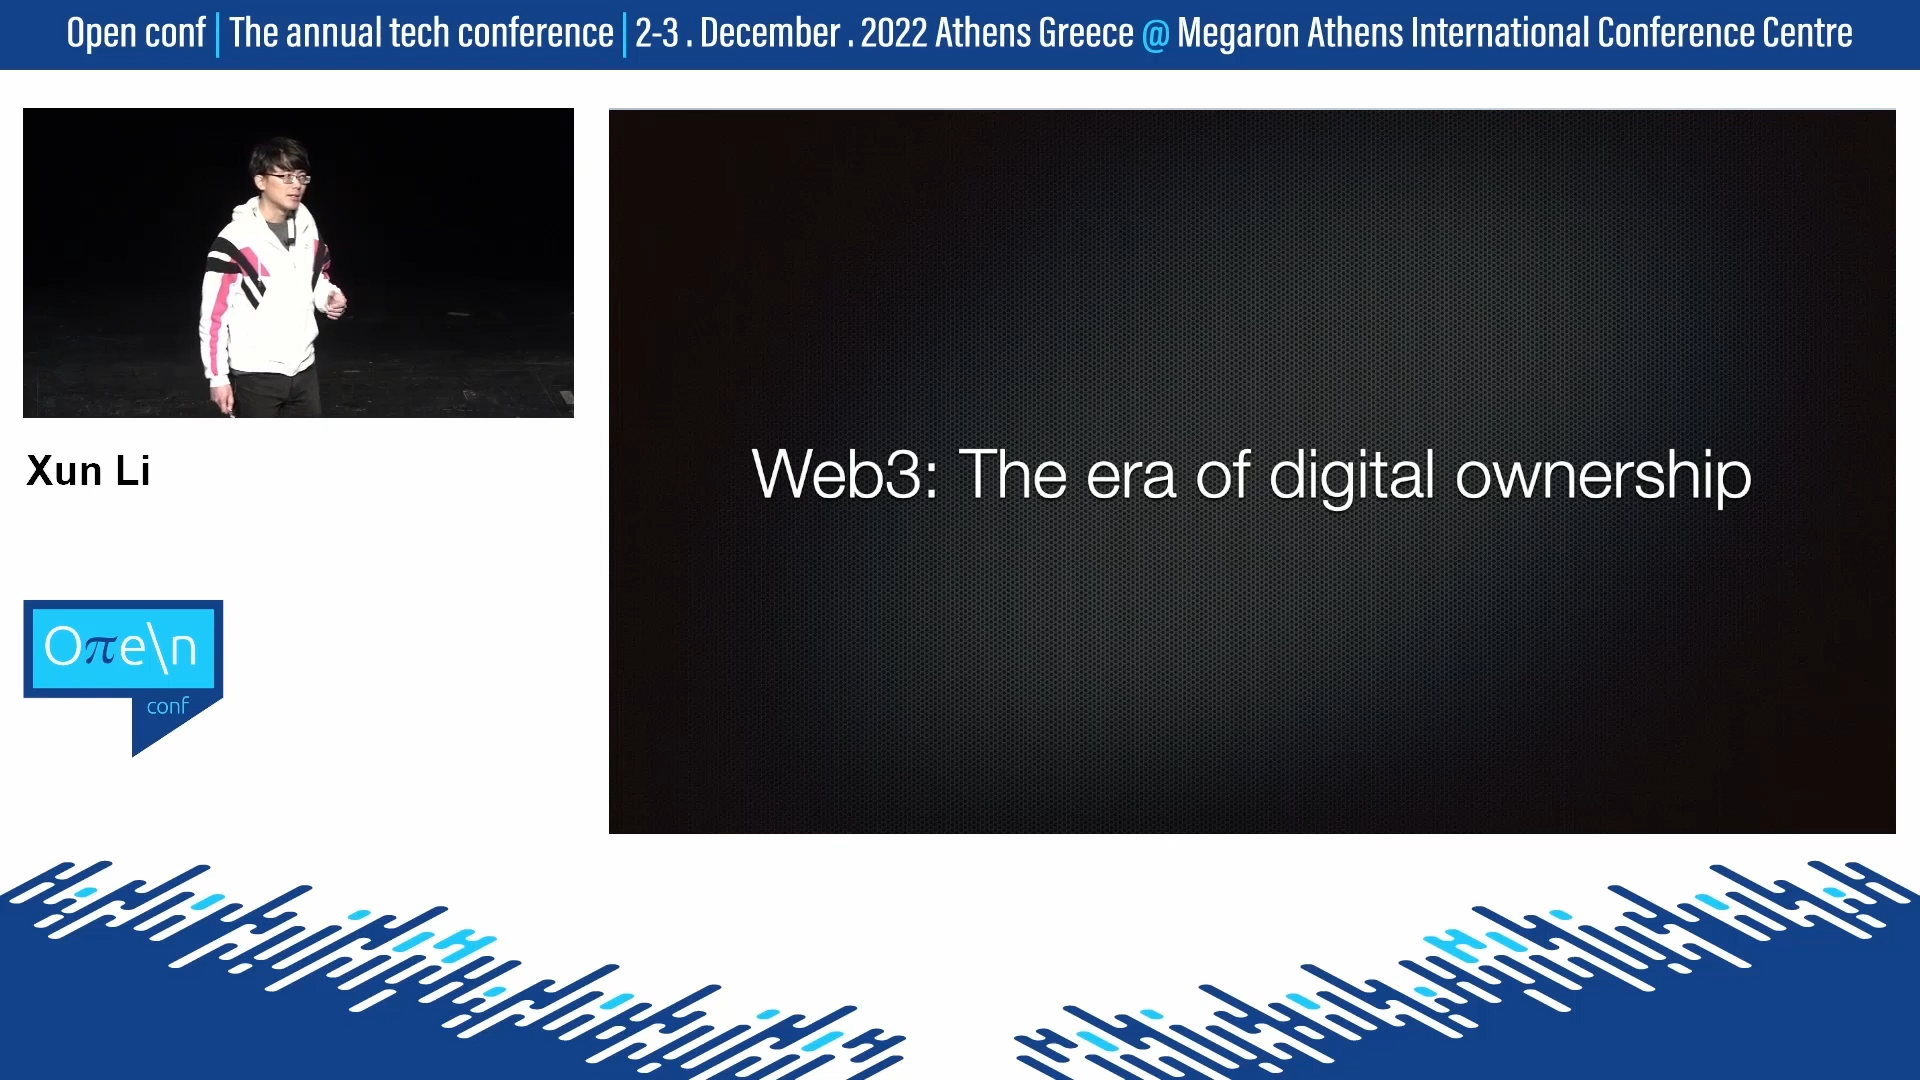 Open conf | The annual tech conference | 2-3 . December . 2022 Athens Greece @ Megaron Athens International Conference Centre
Xun Li
Web3: The era of digital ownership
Oπe\n
conf